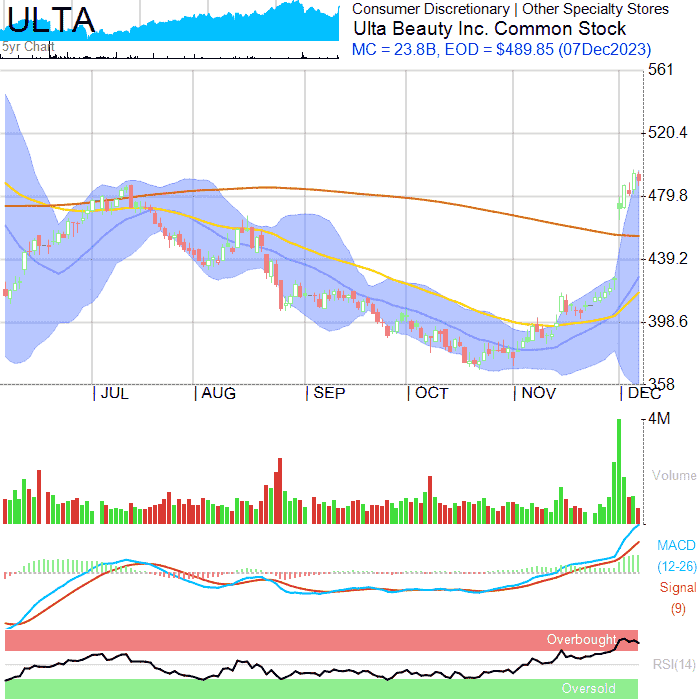 ULTA
Consumer Discretionary | Other Specialty Stores
Ulta Beauty Inc. Common Stock
5yr Chart
MC = 23.8B, EOD = $489.85 (07Dec2023)
561
520.4
479.8
439.2
398.6
358
JUL AUG SEP OCT NOV DEC
4M
Volume
MACD
(12-26)
Signal
(9)
Overbought
RSI(14)
Oversold